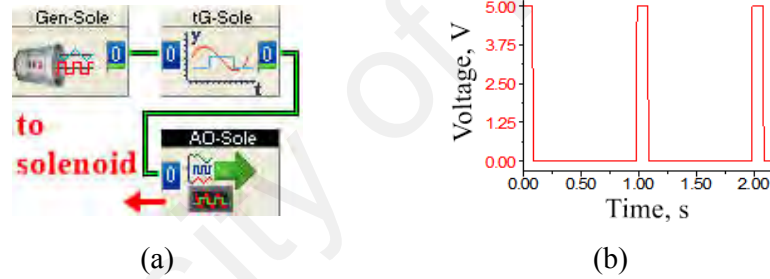 Gen-Sole
tG-Sole
0
0
y
t
to
solenoid
AO-Sole
0
(a)
Voltage, V
5.00
3.75
2.50
1.25
0.00
0.00 0.50 1.00 1.50 2.00
Time, s
(b)